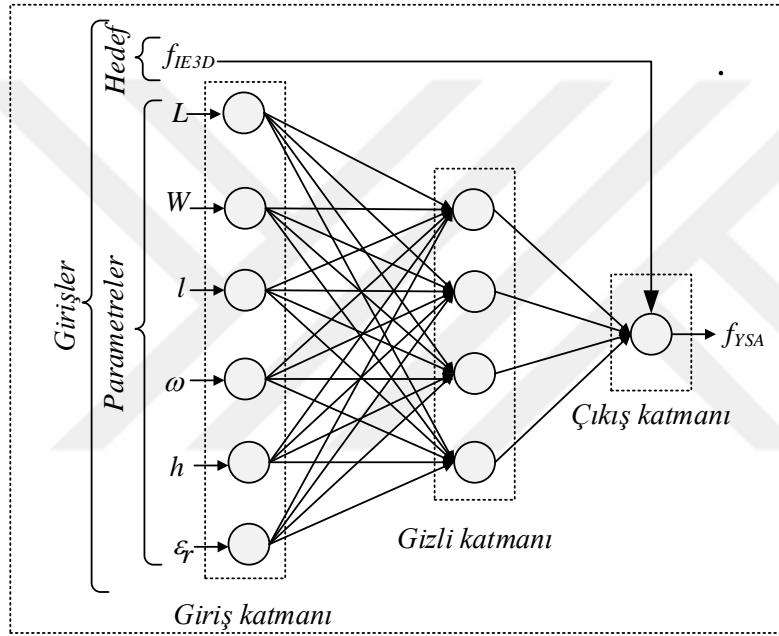 Girişler
Hedef
f_IE3D
Parametreler
L
W
l
ω
h
ε_r
Giriş katmanı
Gizli katmanı
Çıkış katmanı
f_YSA